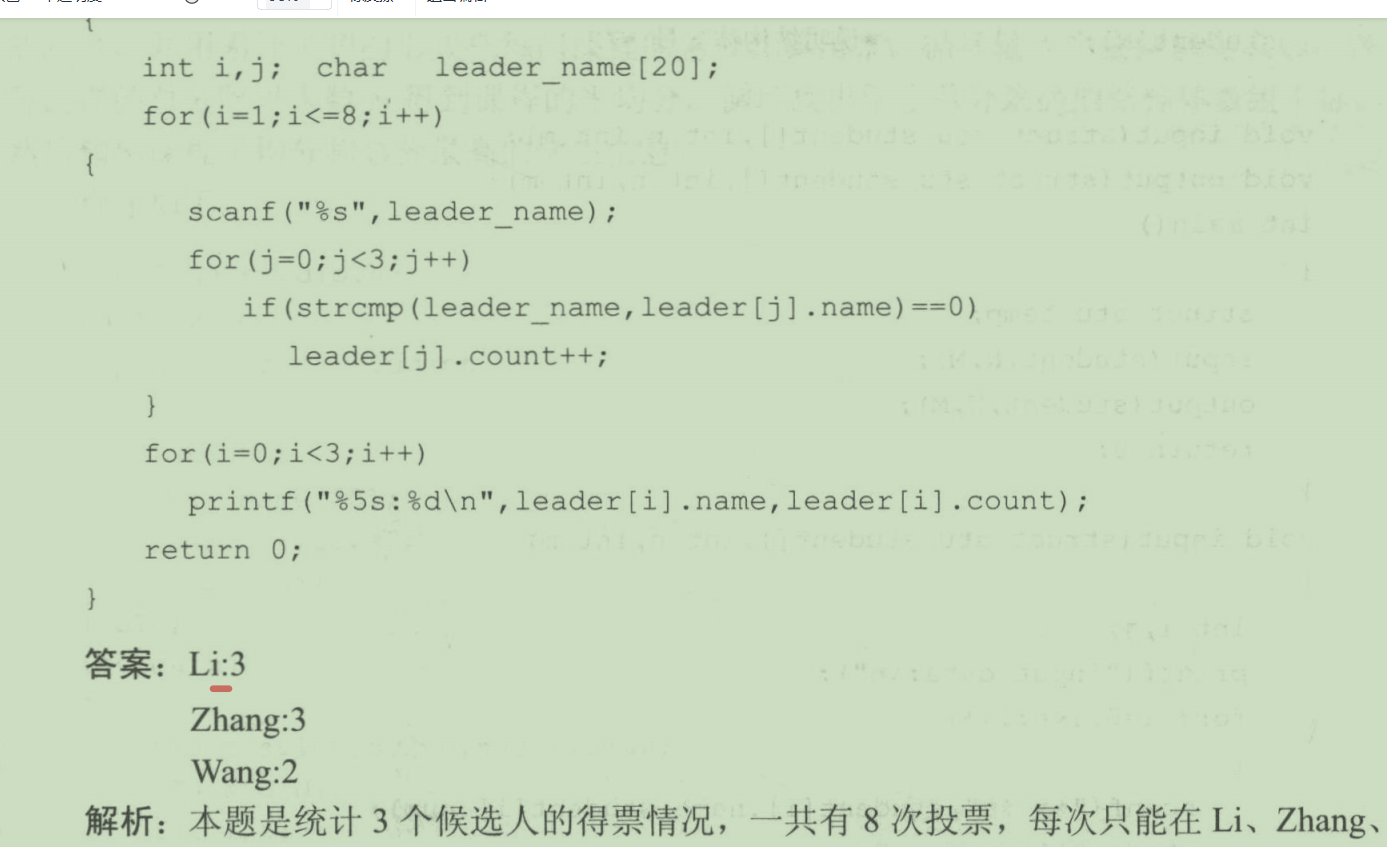 {
int i,j; char leader_name[20];
for(i=1;i<=8;i++)
{
scanf("%s",leader_name);
for(j=0;j<3;j++)
if(strcmp(leader_name,leader[j].name)==0)
leader[j].count++;
}
for(i=0;i<3;i++)
printf("%5s:%d\n",leader[i].name,leader[i].count);
return 0;
}
答案：Li:3
Zhang:3
Wang:2
解析：本题是统计 3 个候选人的得票情况，一共有 8 次投票，每次只能在 Li、Zhang、